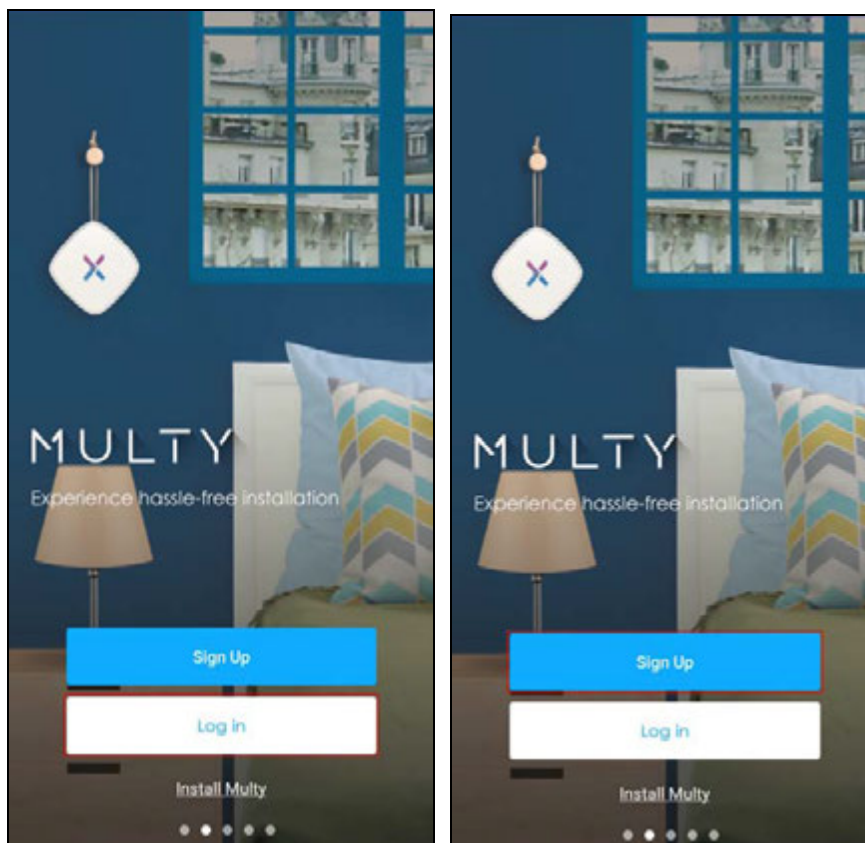 MULTY
Experience hassle-free installation
Sign Up
Log in
Install Multy
MULTY
Experience hassle-free installation
Sign Up
Log in
Install Multy